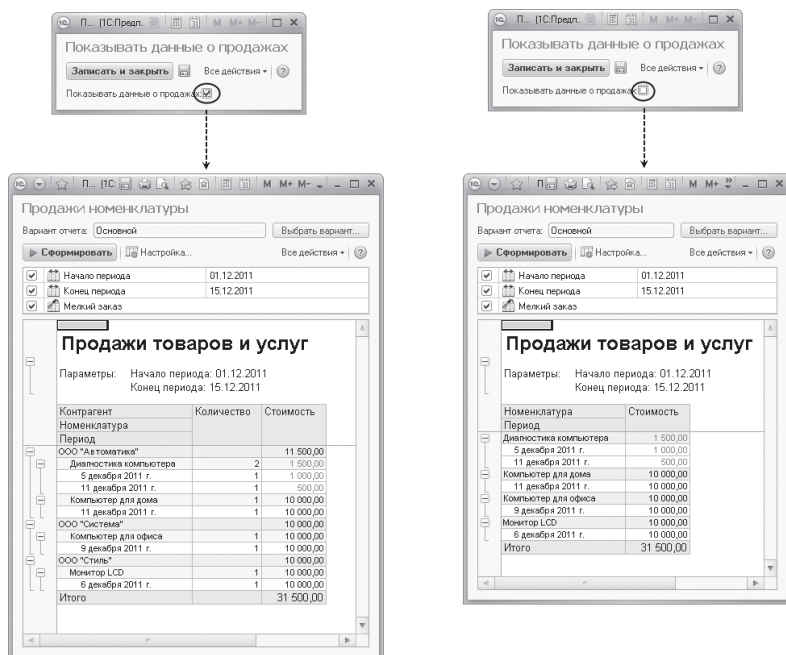 П... (1С:Предп.. M M+ M-
Показывать данные о продажах
Записать и закрыть Все действия
Показывать данные о продажах:
П... (1С: M M+ M-
Продажи номенклатуры
Вариант отчета: Основной Выбрать вариант...
Сформировать Настройка... Все действия
Начало периода 01.12.2011
Конец периода 15.12.2011
Мелкий заказ
Продажи товаров и услуг
Параметры: Начало периода: 01.12.2011
Конец периода: 15.12.2011
Контрагент Количество Стоимость
Номенклатура
Период
ООО "Автоматика" 11 500,00
Диагностика компьютера 2 1 500,00
5 декабря 2011 г. 1 1 000,00
11 декабря 2011 г. 1 500,00
Компьютер для дома 1 10 000,00
11 декабря 2011 г. 1 10 000,00
ООО "Система" 10 000,00
Компьютер для офиса 1 10 000,00
9 декабря 2011 г. 1 10 000,00
ООО "Стиль" 10 000,00
Монитор LCD 1 10 000,00
6 декабря 2011 г. 1 10 000,00
Итого 31 500,00
П... (1С:Предп.. M M+ M-
Показывать данные о продажах
Записать и закрыть Все действия
Показывать данные о продажах:
П M M+
Продажи номенклатуры
Вариант отчета: Основной Выбрать вариант...
Сформировать Настройка... Все действия
Начало периода 01.12.2011
Конец периода 15.12.2011
Мелкий заказ
Продажи товаров и услуг
Параметры: Начало периода: 01.12.2011
Конец периода: 15.12.2011
Номенклатура Стоимость
Период
Диагностика компьютера 1 500,00
5 декабря 2011 г. 1 000,00
11 декабря 2011 г. 500,00
Компьютер для дома 10 000,00
11 декабря 2011 г. 10 000,00
Компьютер для офиса 10 000,00
9 декабря 2011 г. 10 000,00
Монитор LCD 10 000,00
6 декабря 2011 г. 10 000,00
Итого 31 500,00